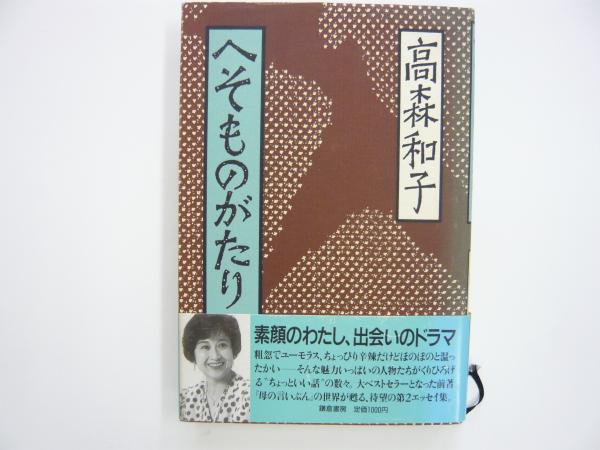 高森和子
へそものがたり
素顔のわたし、出会いのドラマ
粗忽でユーモラス、ちょっぴり辛辣だけどほのぼのと温っ
たかい――そんな魅力いっぱいの人物たちがくりひろげ
る“ちょっといい話”の数々。大ベストセラーとなった前著
『母の言いぶん』の世界が甦る、待望の第2エッセイ集。
鎌倉書房 定価1000円